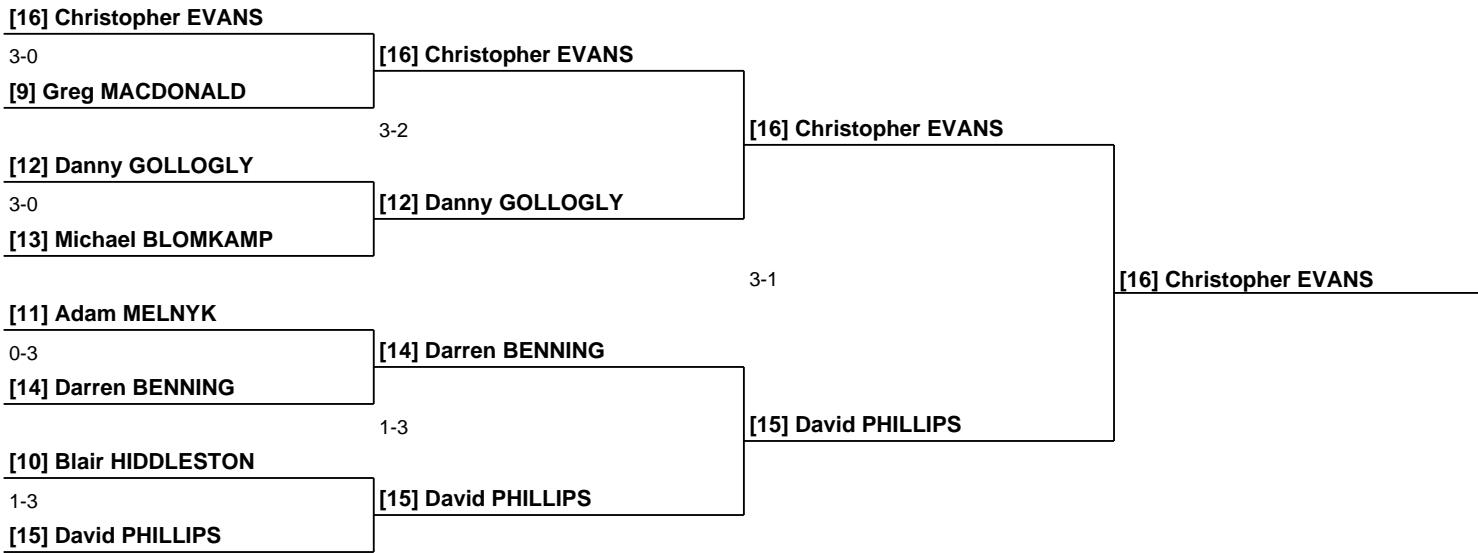 [16] Christopher EVANS
3-0
[16] Christopher EVANS
[9] Greg MACDONALD
3-2
[16] Christopher EVANS
[12] Danny GOLLOGLY
3-0
[12] Danny GOLLOGLY
[13] Michael BLOMKAMP
3-1
[16] Christopher EVANS
[11] Adam MELNYK
0-3
[14] Darren BENNING
[14] Darren BENNING
1-3
[15] David PHILLIPS
[10] Blair HIDDLESTON
1-3
[15] David PHILLIPS
[15] David PHILLIPS